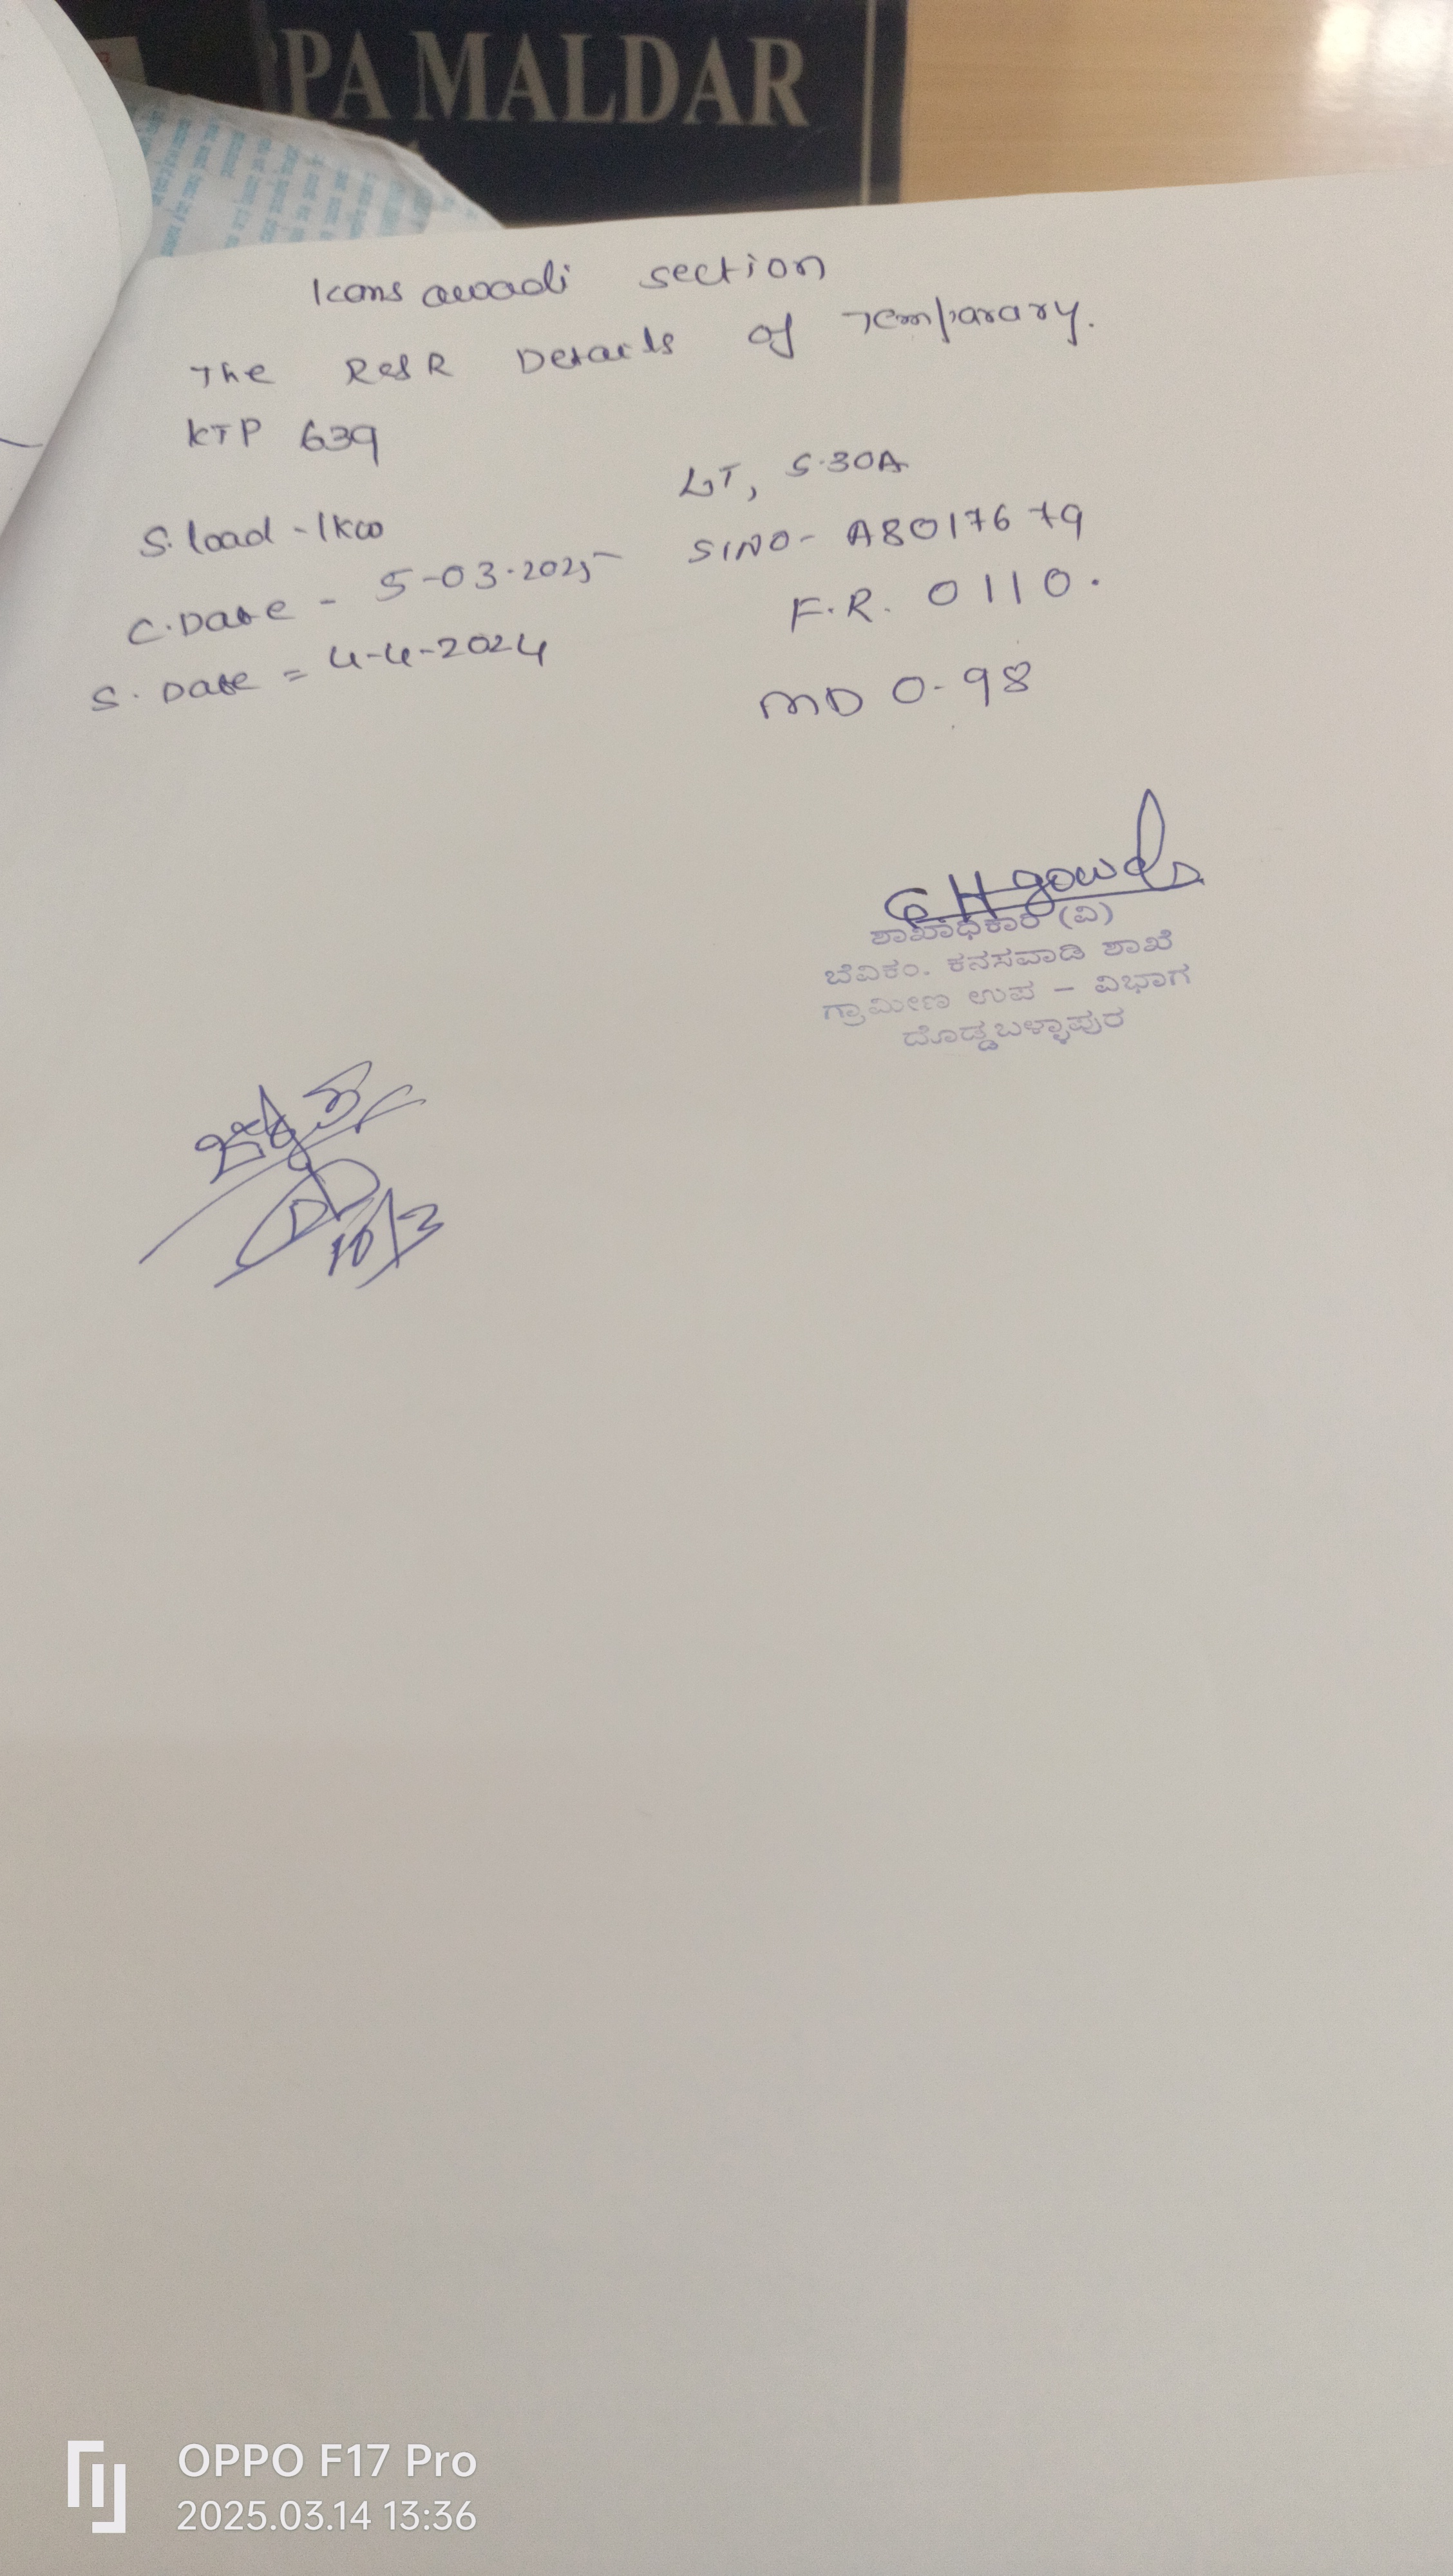 PA MALDAR
Kansawadi section
The R&R Details of Temparary.
KTP 639
LT, 5-30A
S. load - 1kw
SINO- A8017679
C. Date - 5-03-2025
F.R. 0110.
S. Date = 4-4-2024
MD 0-98
G H gowda
ಶಾಖಾಧಿಕಾರಿ (ವಿ)
ಬೆವಿಕಂ. ಕನಸವಾಡಿ ಶಾಖೆ
ಗ್ರಾಮೀಣ ಉಪ – ವಿಭಾಗ
ದೊಡ್ಡಬಳ್ಳಾಪುರ
10/3
OPPO F17 Pro
2025.03.14 13:36